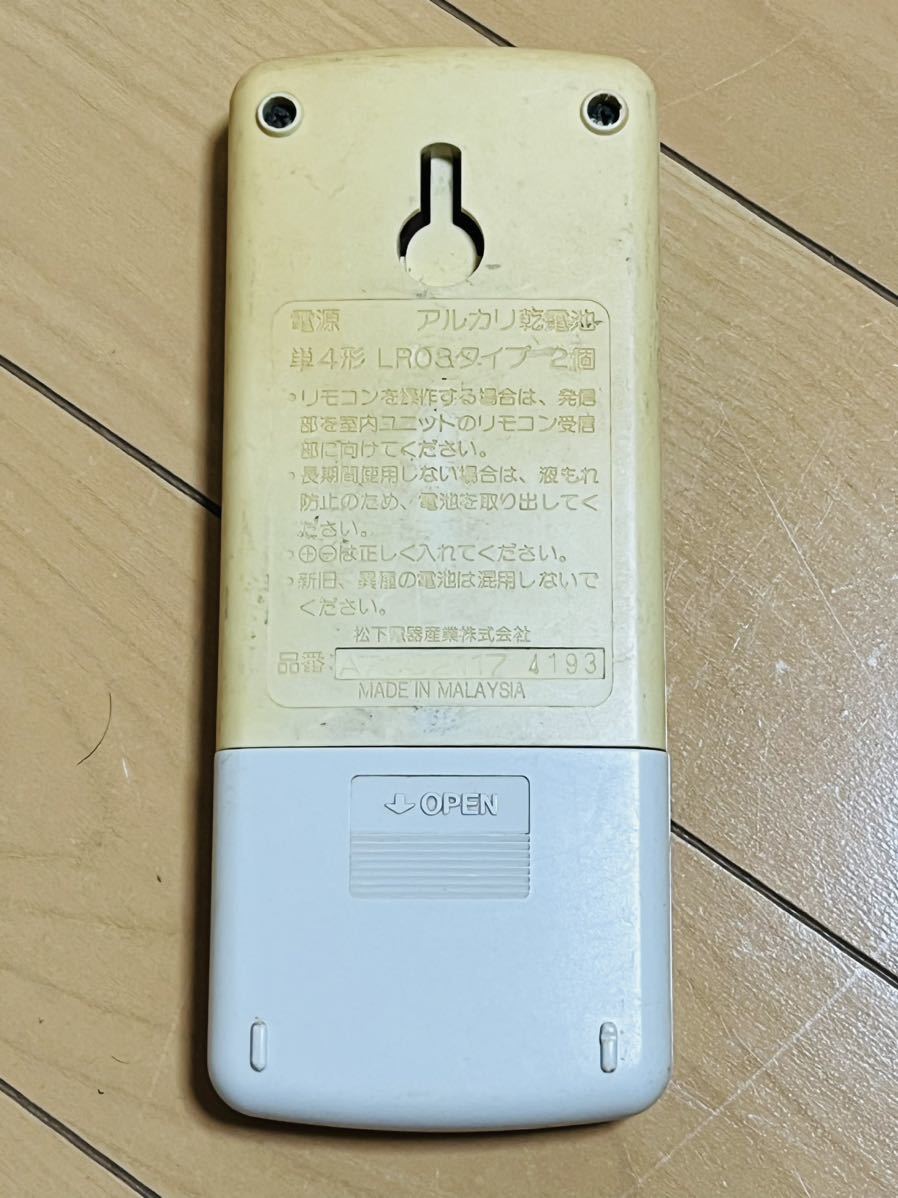 電源 アルカリ乾電池
単4形 LR03タイプ 2個
・リモコンを操作する場合は、発信
部を室内ユニットのリモコン受信
部に向けてください。
・長期間使用しない場合は、液もれ
防止のため、電池を取り出してく
ださい。
・⊕⊖は正しく入れてください。
・新旧、異種の電池は混用しないで
ください。
松下電器産業株式会社
品番 4193
MADE IN MALAYSIA
OPEN